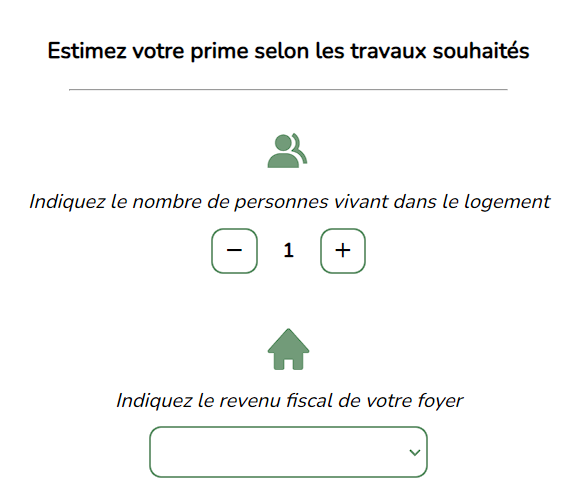 Estimez votre prime selon les travaux souhaités
Indiquez le nombre de personnes vivant dans le logement
− 1 +
Indiquez le revenu fiscal de votre foyer